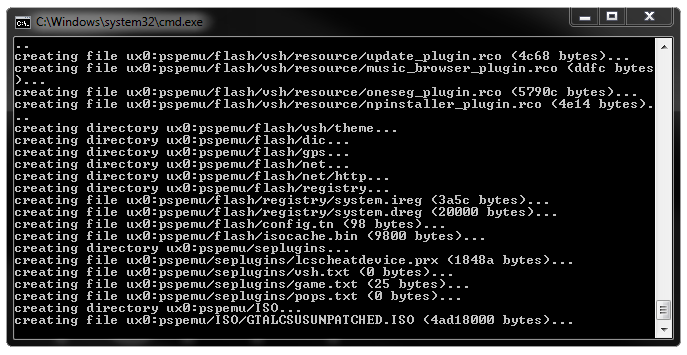 C:\Windows\system32\cmd.exe
..
creating file ux0:pspemu/flash/vsh/resource/update_plugin.rco (4c68 bytes)...
creating file ux0:pspemu/flash/vsh/resource/music_browser_plugin.rco (ddfc bytes
)...
creating file ux0:pspemu/flash/vsh/resource/oneseg_plugin.rco (5790c bytes)...
creating file ux0:pspemu/flash/vsh/resource/npinstaller_plugin.rco (4e14 bytes).
..
creating directory ux0:pspemu/flash/vsh/theme...
creating directory ux0:pspemu/flash/dic...
creating directory ux0:pspemu/flash/gps...
creating directory ux0:pspemu/flash/net...
creating directory ux0:pspemu/flash/net/http...
creating directory ux0:pspemu/flash/registry...
creating file ux0:pspemu/flash/registry/system.ireg (3a5c bytes)...
creating file ux0:pspemu/flash/registry/system.dreg (20000 bytes)...
creating file ux0:pspemu/flash/config.tn (98 bytes)...
creating file ux0:pspemu/flash/isocache.bin (9800 bytes)...
creating directory ux0:pspemu/seplugins...
creating file ux0:pspemu/seplugins/lcscheatdevice.prx (1848a bytes)...
creating file ux0:pspemu/seplugins/vsh.txt (0 bytes)...
creating file ux0:pspemu/seplugins/game.txt (25 bytes)...
creating file ux0:pspemu/seplugins/pops.txt (0 bytes)...
creating directory ux0:pspemu/ISO...
creating file ux0:pspemu/ISO/GTALCSUSUNPATCHED.ISO (4ad18000 bytes)...